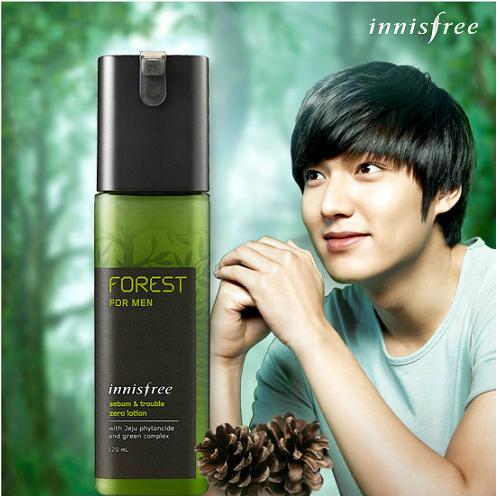 innisfree
FOREST
FOR MEN
innisfree
sebum & trouble
zero lotion
with Jeju phytoncide
and green complex
120 mL